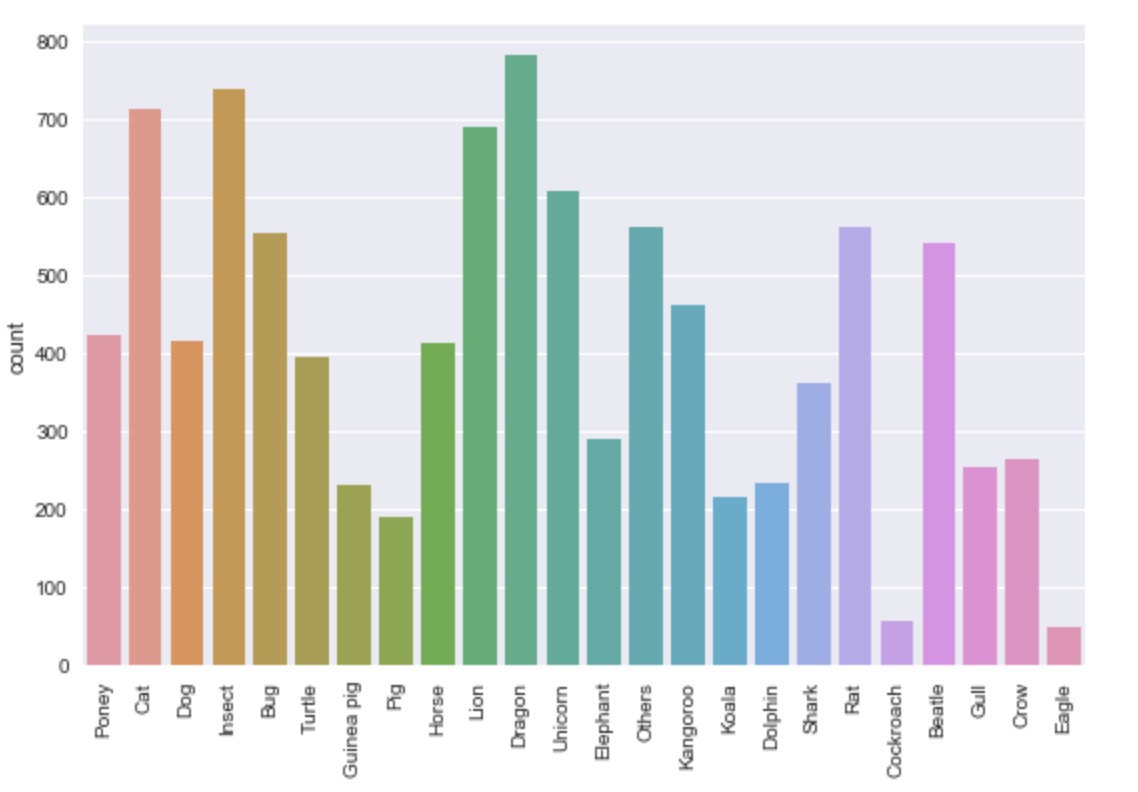 800
700
600
500
400
300
200
100
0
count
Poney
Cat
Dog
Insect
Bug
Turtle
Guinea pig
Pig
Horse
Lion
Dragon
Unicorn
Elephant
Others
Kangoroo
Koala
Dolphin
Shark
Rat
Cockroach
Beatle
Gull
Crow
Eagle